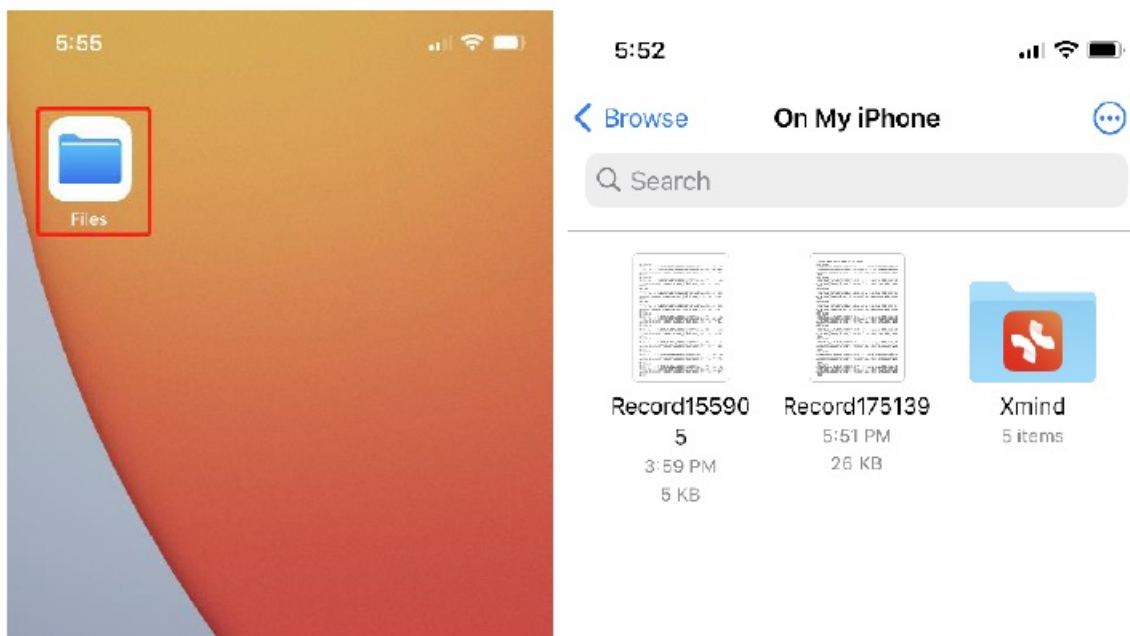 5:55
Files
5:52
Browse
On My iPhone
Search
Record15590
5
3:59 PM
5 KB
Record175139
5:51 PM
26 KB
Xmind
5 items